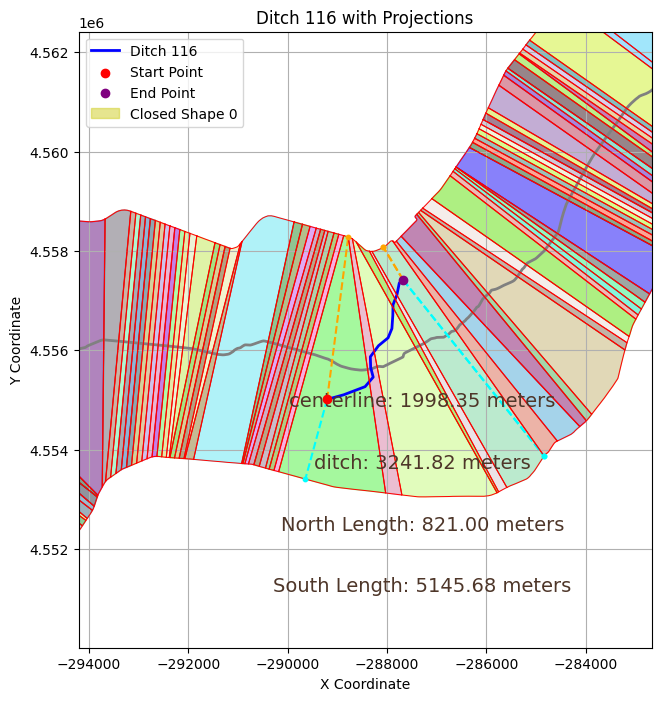 Ditch 116 with Projections
1e6
Ditch 116
Start Point
End Point
Closed Shape 0
4.562
4.560
4.558
4.556
4.554
4.552
Y Coordinate
centerline: 1998.35 meters
ditch: 3241.82 meters
North Length: 821.00 meters
South Length: 5145.68 meters
−294000 −292000 −290000 −288000 −286000 −284000
X Coordinate